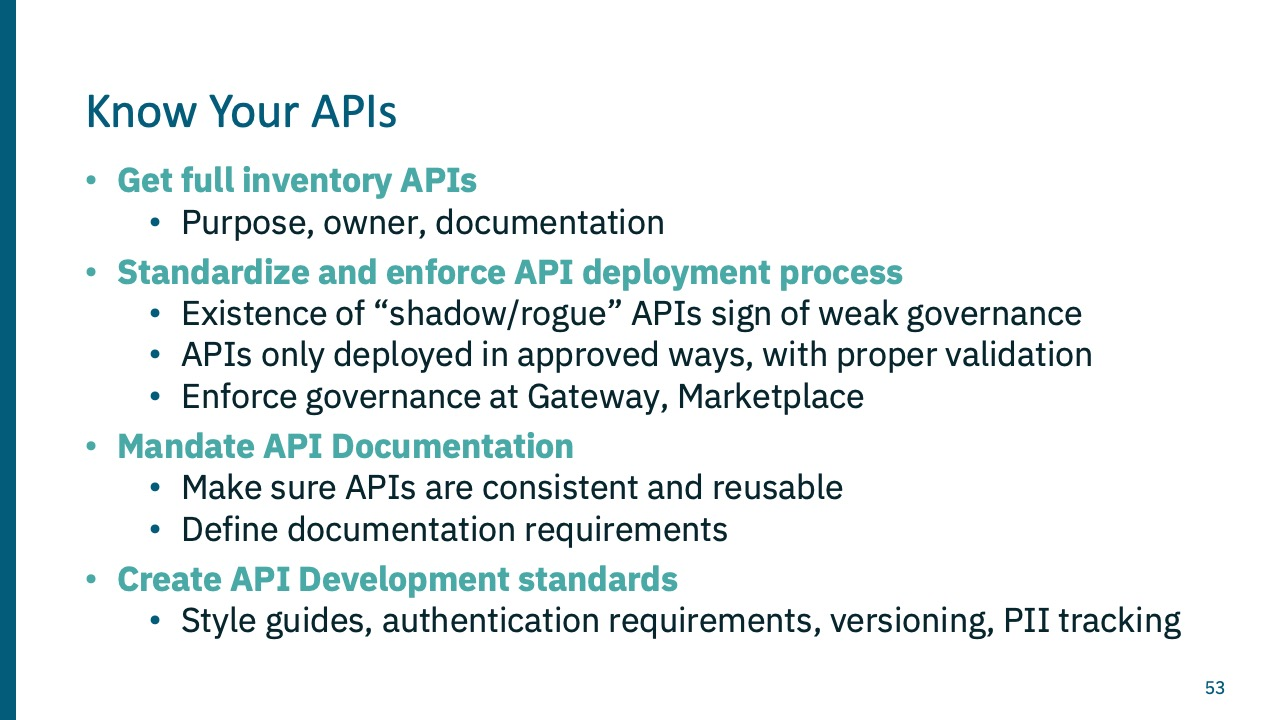 Know Your APIs
• Get full inventory APIs
• Purpose, owner, documentation
• Standardize and enforce API deployment process
• Existence of “shadow/rogue” APIs sign of weak governance
• APIs only deployed in approved ways, with proper validation
• Enforce governance at Gateway, Marketplace
• Mandate API Documentation
• Make sure APIs are consistent and reusable
• Define documentation requirements
• Create API Development standards
• Style guides, authentication requirements, versioning, PII tracking
53